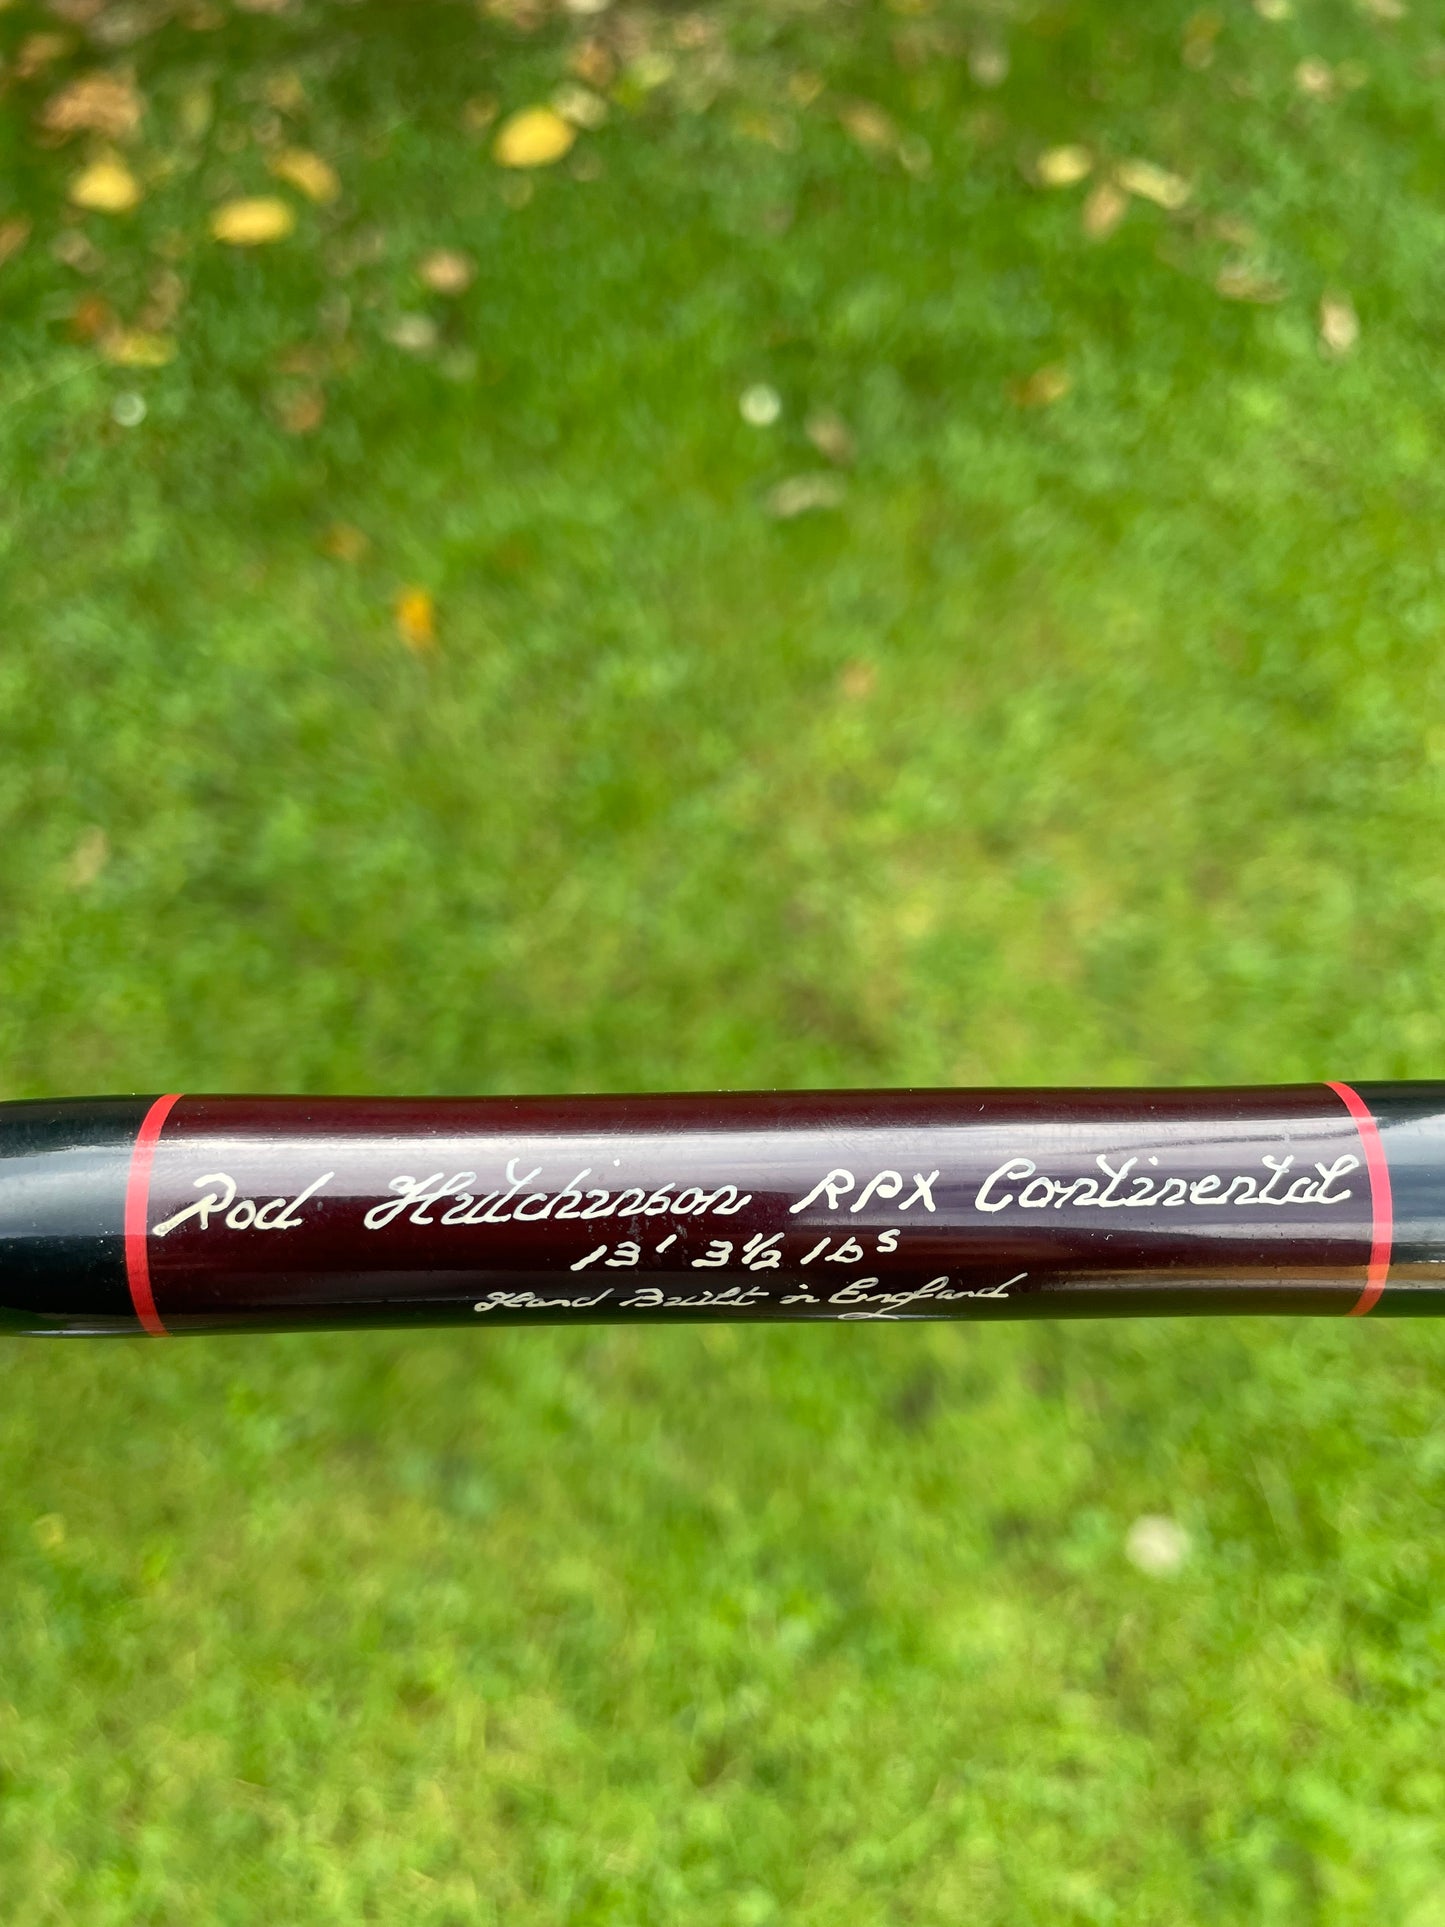 Rod Hutchinson RPX Continental
13' 3½ lbs
Hand Built in England